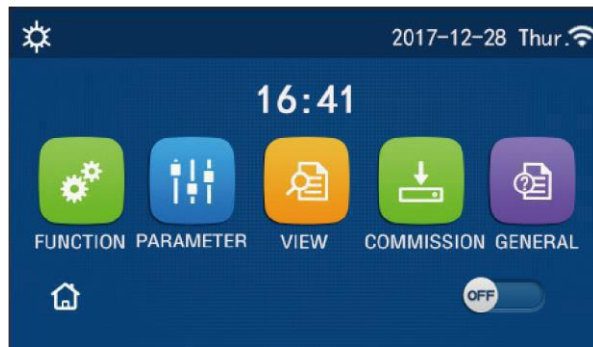 2017-12-28 Thur.
16:41
FUNCTION PARAMETER VIEW COMMISSION GENERAL
OFF